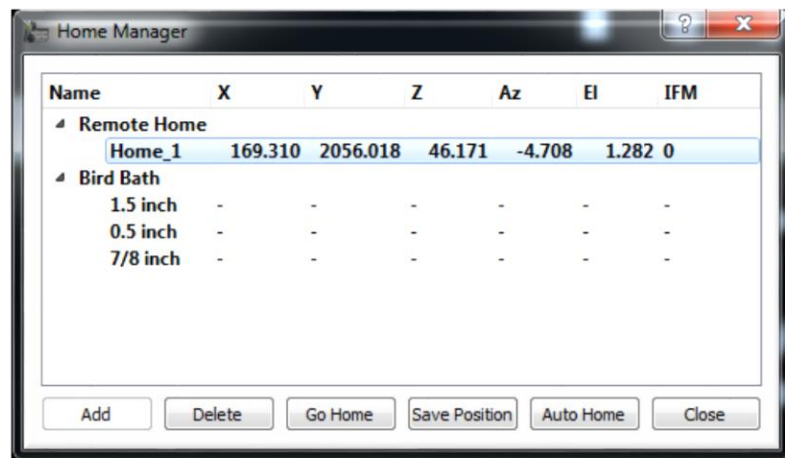 Home Manager
? X
Name X Y Z Az El IFM
Remote Home
Home_1 169.310 2056.018 46.171 -4.708 1.282 0
Bird Bath
1.5 inch - - - - - -
0.5 inch - - - - - -
7/8 inch - - - - - -
Add Delete Go Home Save Position Auto Home Close